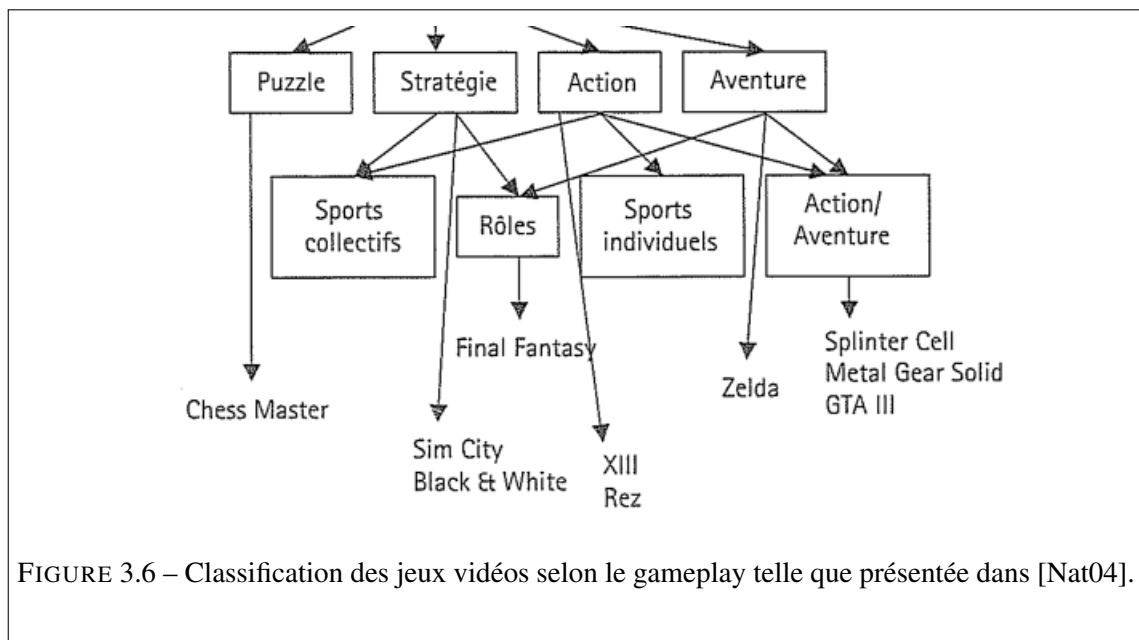 Puzzle
Stratégie
Action
Aventure
Sports
collectifs
Rôles
Sports
individuels
Action/
Aventure
Final Fantasy
Splinter Cell
Metal Gear Solid
GTA III
Zelda
Chess Master
Sim City
Black & White
XIII
Rez
FIGURE 3.6 – Classification des jeux vidéos selon le gameplay telle que présentée dans [Nat04].